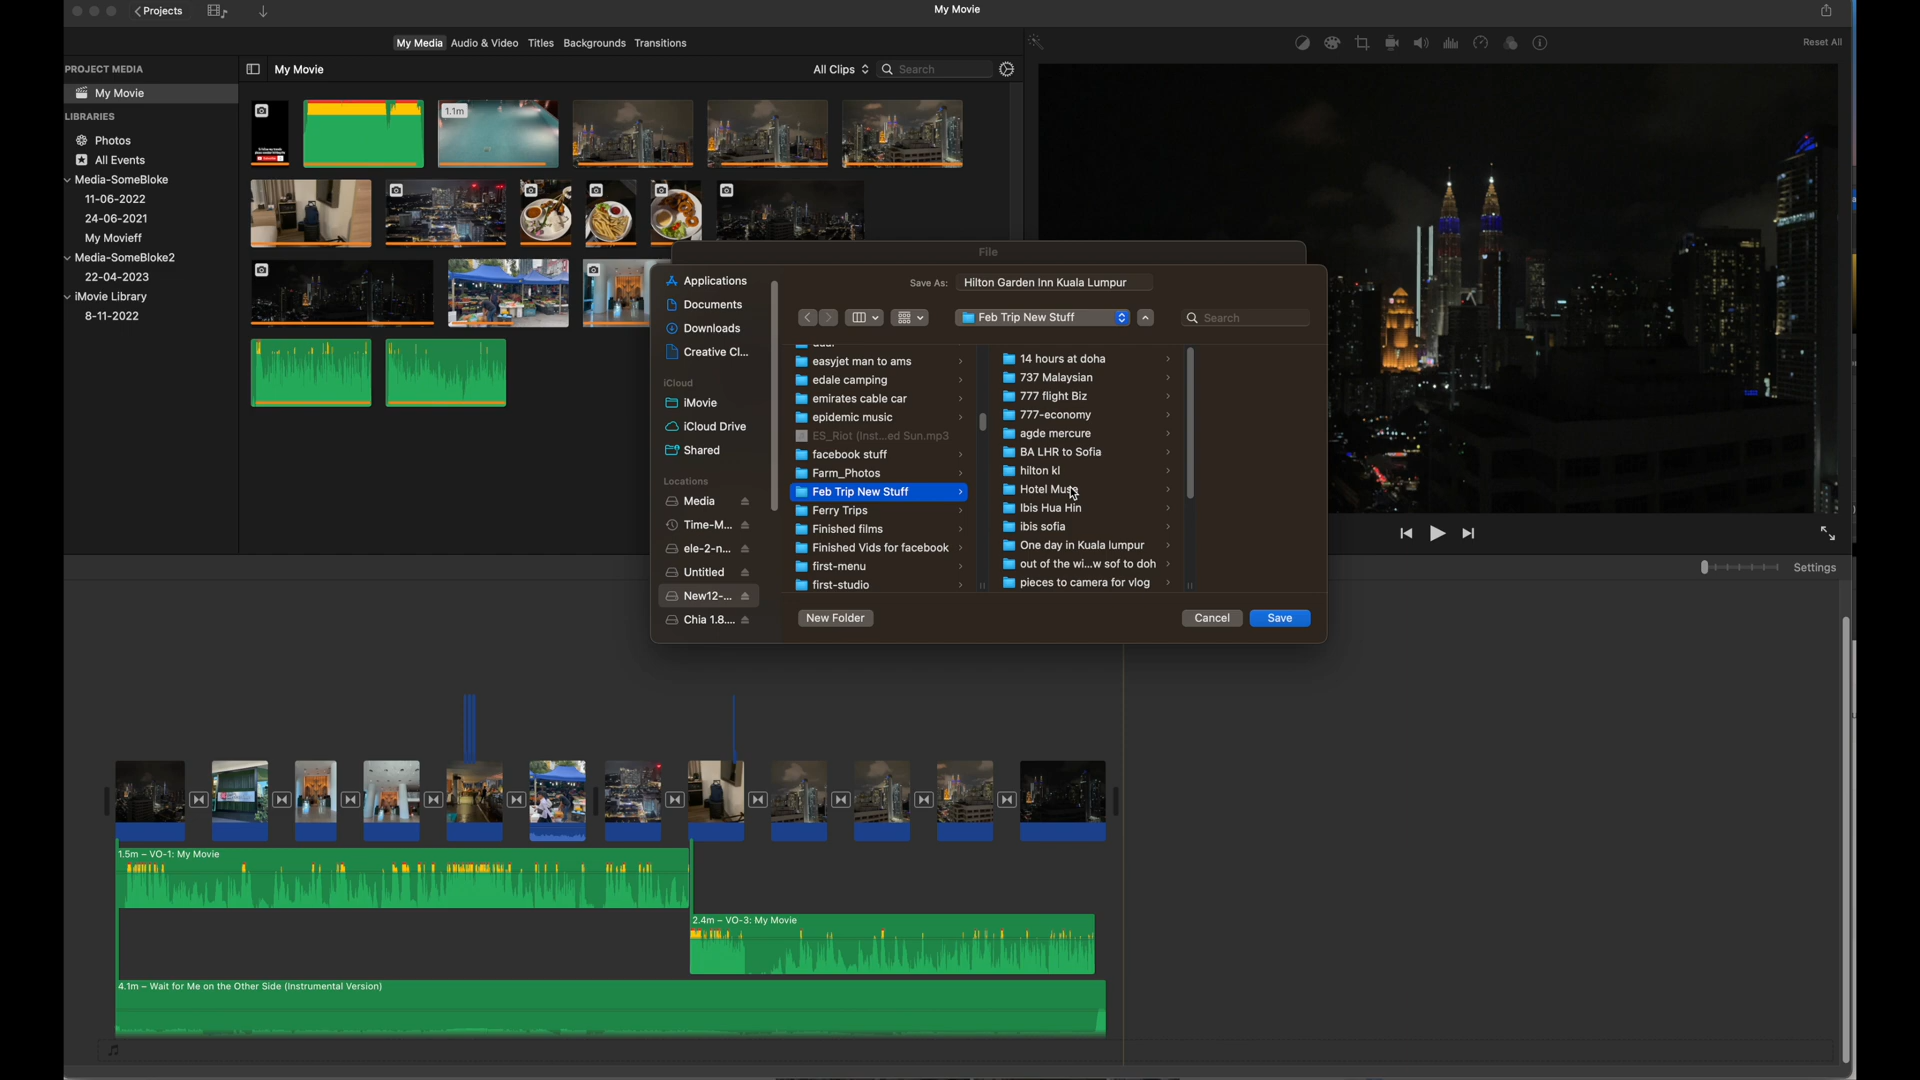 Projects
My Movie
My Media
Audio & Video
Titles
Backgrounds
Transitions
Reset All
PROJECT MEDIA
My Movie
LIBRARIES
Photos
All Events
Media-SomeBloke
11-06-2022
24-06-2021
My Movieff
Media-SomeBloke2
22-04-2023
iMovie Library
8-11-2022
My Movie
All Clips
Search
1.1m
File
Save As:
Hilton Garden Inn Kuala Lumpur
Feb Trip New Stuff
Search
Applications
Documents
Downloads
Creative Cl...
iCloud
iMovie
iCloud Drive
Shared
Locations
Media
Time-M...
ele-2-n...
Untitled
New12-...
Chia 1.8....
easyjet man to ams
edale camping
emirates cable car
epidemic music
ES_Riot (Inst...ed Sun.mp3
facebook stuff
Farm_Photos
Feb Trip New Stuff
Ferry Trips
Finished films
Finished Vids for facebook
first-menu
first-studio
14 hours at doha
737 Malaysian
777 flight Biz
777-economy
agde mercure
BA LHR to Sofia
hilton kl
Hotel Muse
Ibis Hua Hin
ibis sofia
One day in Kuala lumpur
out of the wi...w sof to doh
pieces to camera for vlog
New Folder
Cancel
Save
Settings
1.5m – VO-1: My Movie
2.4m – VO-3: My Movie
4.1m – Wait for Me on the Other Side (Instrumental Version)